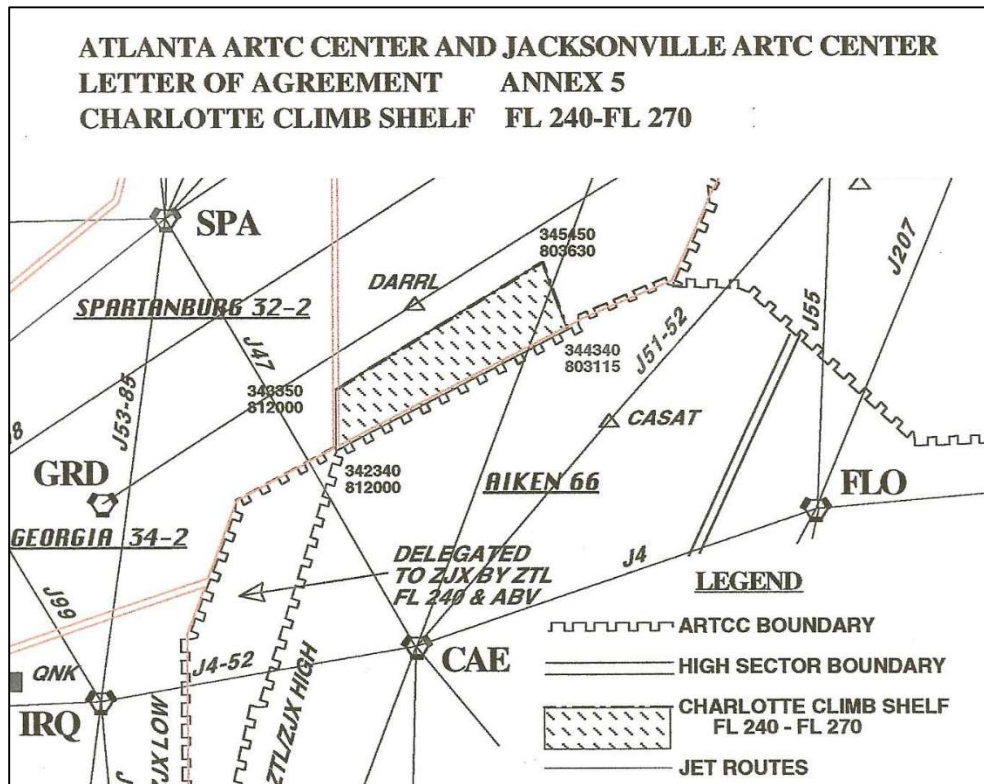 ATLANTA ARTC CENTER AND JACKSONVILLE ARTC CENTER
LETTER OF AGREEMENT ANNEX 5
CHARLOTTE CLIMB SHELF FL 240-FL 270
SPA
345450
803630
J207
DARRL
SPARTANBURG 32-2
J47
J55
J51-52
344340
803115
J53-85
812000
CASAT
GRD
342340
812000
AIKEN 66
FLO
GEORGIA 34-2
DELEGATED
TO ZJX BY ZTL
FL 240 & ABV
J4
LEGEND
J99
ARTCC BOUNDARY
J4-52
CAE
HIGH SECTOR BOUNDARY
QNK
IRQ
ZJX LOW
ZTL/ZJX HIGH
CHARLOTTE CLIMB SHELF
FL 240 - FL 270
JET ROUTES